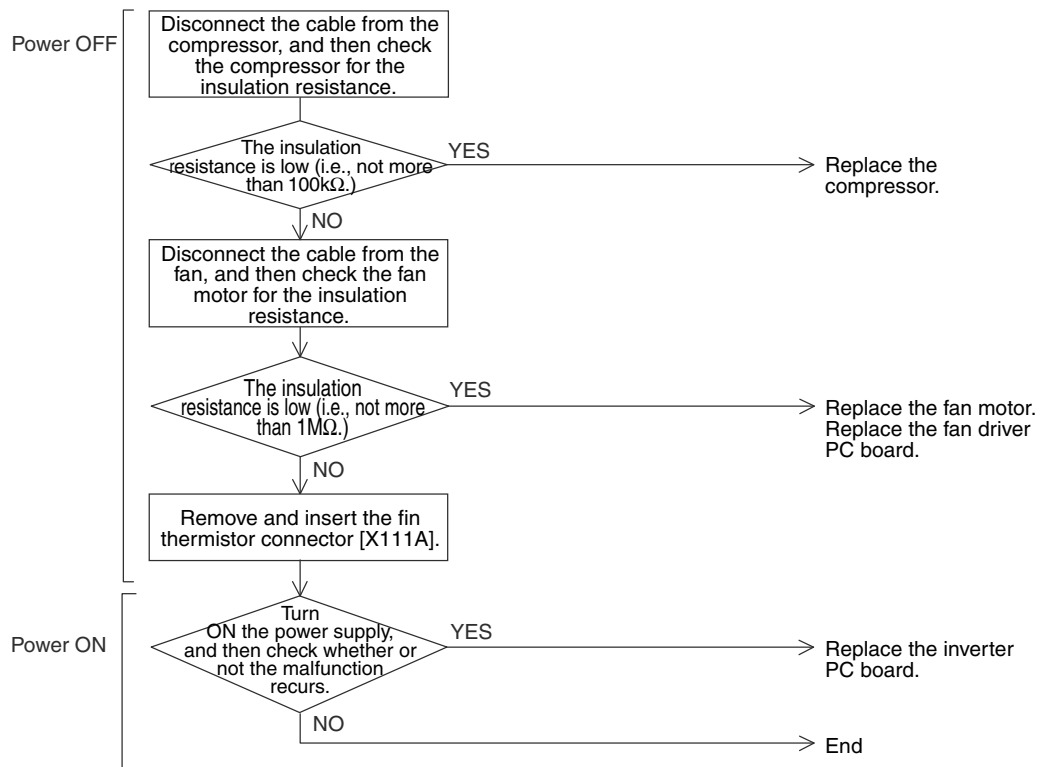 Power OFF
Disconnect the cable from
the compressor, and then check
the compressor for the
insulation resistance.
The insulation
resistance is low (i.e., not more
than 100kΩ.)
YES
Replace the
compressor.
NO
Disconnect the cable from the
fan, and then check the fan
motor for the insulation
resistance.
The insulation
resistance is low (i.e., not more
than 1MΩ.)
YES
Replace the fan motor.
Replace the fan driver
PC board.
NO
Remove and insert the fin
thermistor connector [X111A].
Power ON
Turn
ON the power supply,
and then check whether or
not the malfunction
recurs.
YES
Replace the inverter
PC board.
NO
End